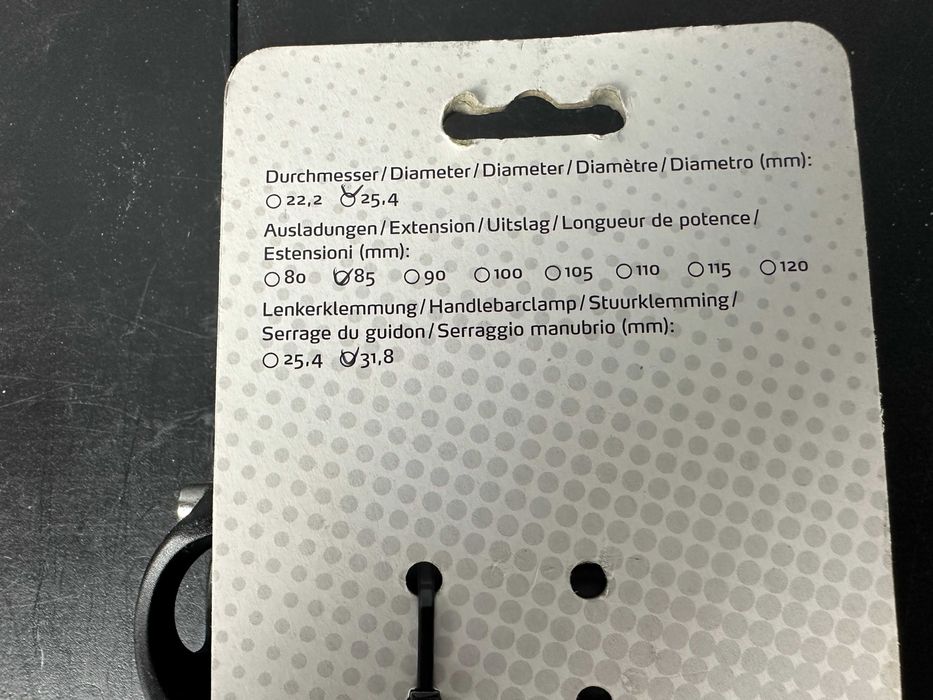 Durchmesser/Diameter/Diameter/Diamètre/Diametro (mm):
22,2 25,4
Ausladungen/Extension/Uitslag/Longueur de potence/
Estensioni (mm):
80 85 90 100 105 110 115 120
Lenkerklemmung/Handlebarclamp/Stuurklemming/
Serrage du guidon/Serraggio manubrio (mm):
25,4 31,8